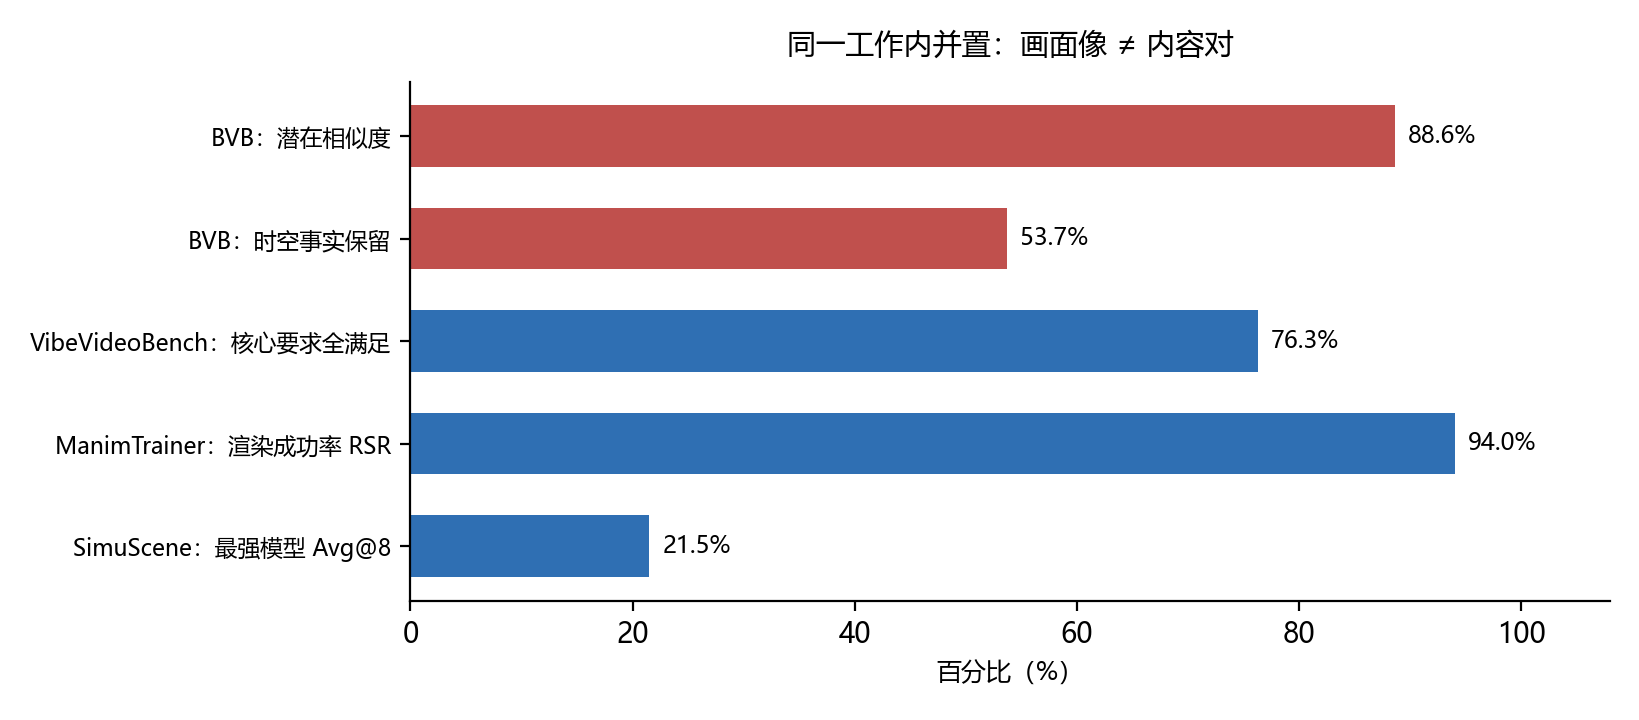 同一工作内并置：画面像 ≠ 内容对
BVB：潜在相似度
88.6%
BVB：时空事实保留
53.7%
VibeVideoBench：核心要求全满足
76.3%
ManimTrainer：渲染成功率 RSR
94.0%
SimuScene：最强模型 Avg@8
21.5%
0 20 40 60 80 100
百分比（%）